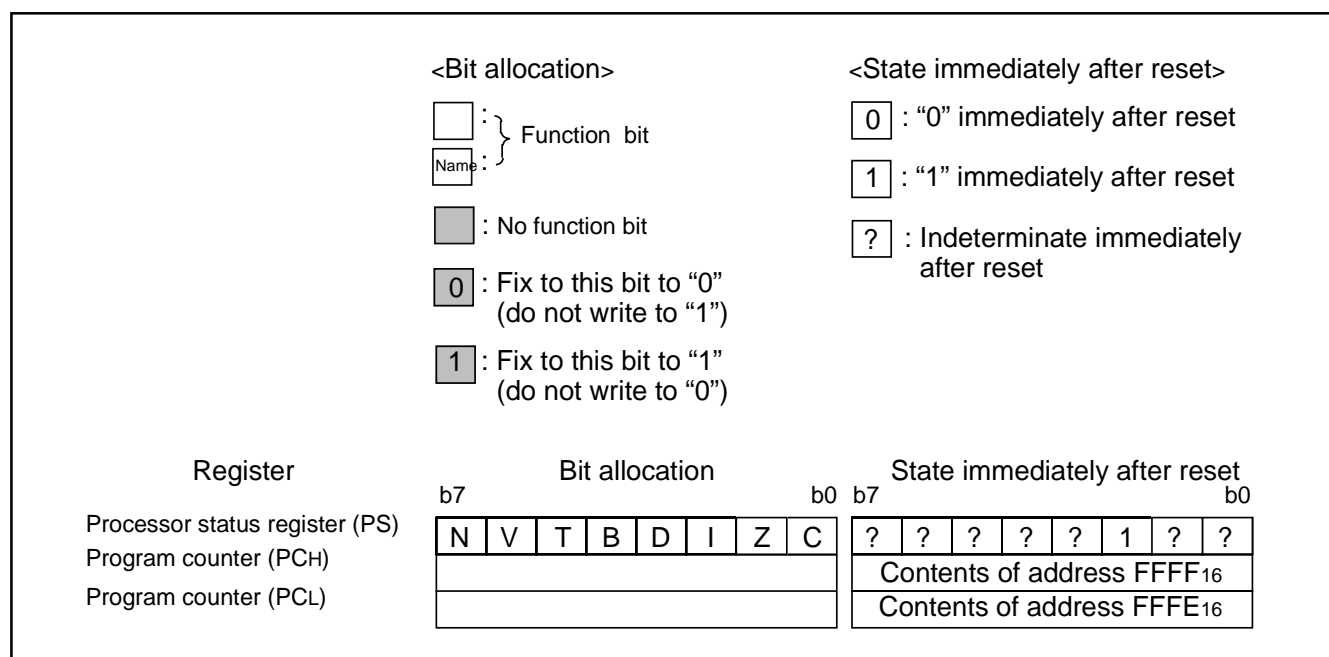 <Bit allocation>
:
Name :
Function bit
: No function bit
0 : Fix to this bit to “0”
(do not write to “1”)
1 : Fix to this bit to “1”
(do not write to “0”)
<State immediately after reset>
0 : “0” immediately after reset
1 : “1” immediately after reset
? : Indeterminate immediately
after reset
Register Bit allocation State immediately after reset
b7 b0 b7 b0
Processor status register (PS) N V T B D I Z C ? ? ? ? ? 1 ? ?
Program counter (PCH) Contents of address FFFF16
Program counter (PCL) Contents of address FFFE16